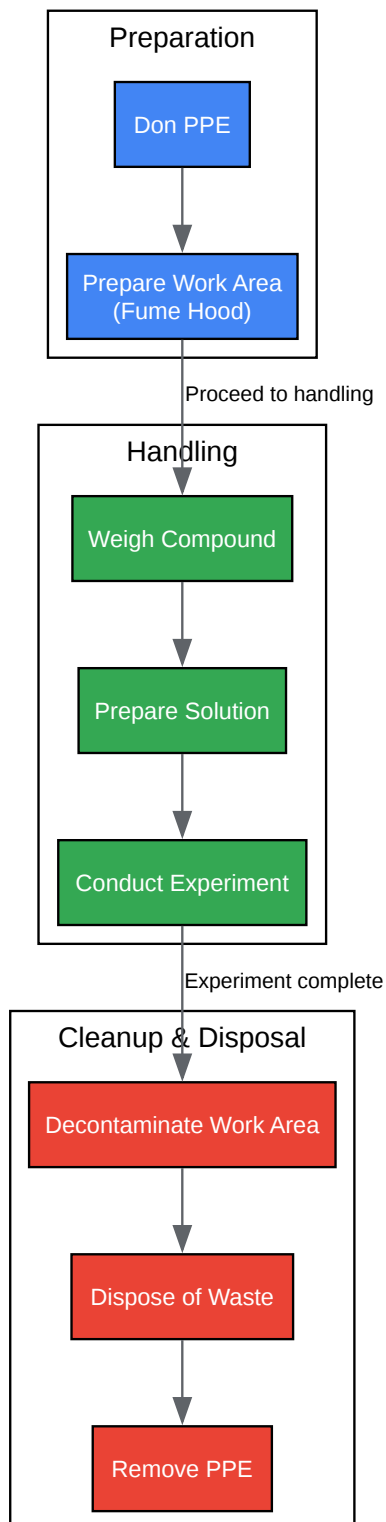 Preparation
Don PPE
Prepare Work Area
(Fume Hood)
Proceed to handling
Handling
Weigh Compound
Prepare Solution
Conduct Experiment
Experiment complete
Cleanup & Disposal
Decontaminate Work Area
Dispose of Waste
Remove PPE